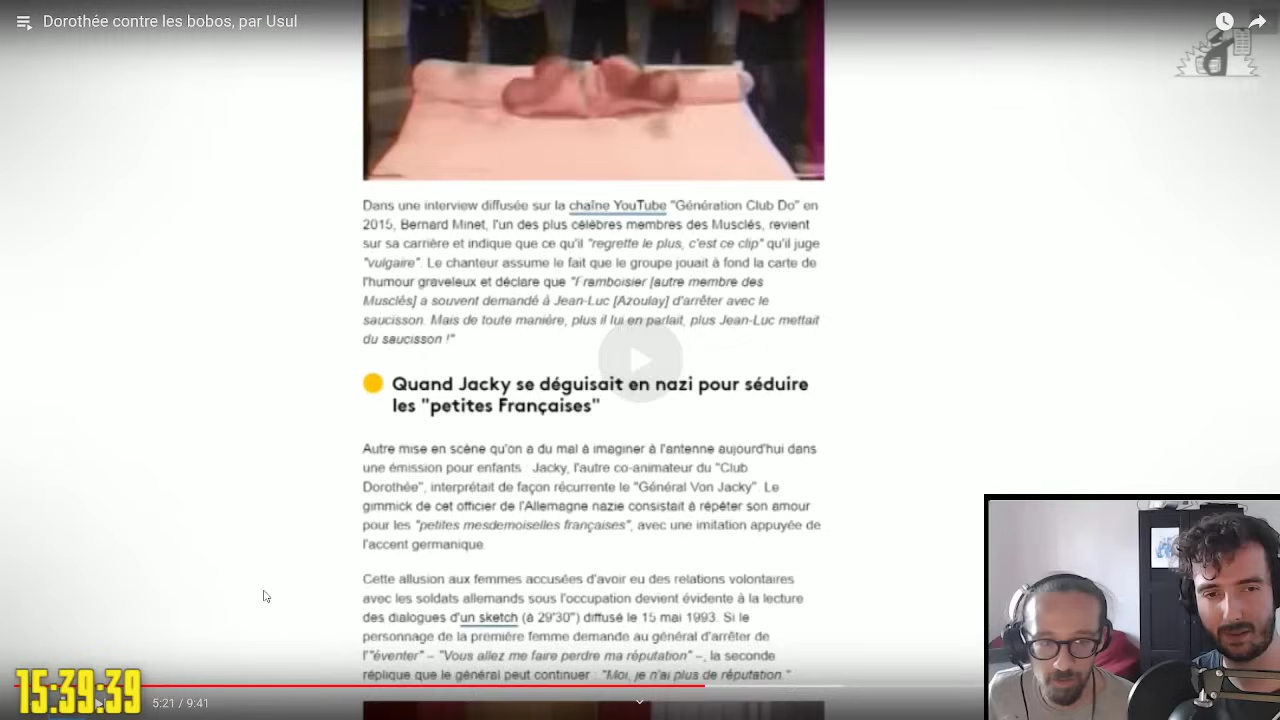 Dorothée contre les bobos, par Usul
Dans une interview diffusée sur la chaîne YouTube "Génération Club Do" en
2015, Bernard Minet, l'un des plus célèbres membres des Musclés, revient
sur sa carrière et indique que ce qu'il "regrette le plus, c'est ce clip" qu'il juge
"vulgaire". Le chanteur assume le fait que le groupe jouait à fond la carte de
l'humour graveleux et déclare que "Framboisier [autre membre des
Musclés] a souvent demandé à Jean-Luc [Azoulay] d'arrêter avec le
saucisson. Mais de toute manière, plus il lui en parlait, plus Jean-Luc mettait
du saucisson !"
Quand Jacky se déguisait en nazi pour séduire
les "petites Françaises"
Autre mise en scène qu'on a du mal à imaginer à l'antenne aujourd'hui dans
une émission pour enfants : Jacky, l'autre co-animateur du "Club
Dorothée", interprétait de façon récurrente le "Général Von Jacky". Le
gimmick de cet officier de l'Allemagne nazie consistait à répéter son amour
pour les "petites mesdemoiselles françaises", avec une imitation appuyée de
l'accent germanique.
Cette allusion aux femmes accusées d'avoir eu des relations volontaires
avec les soldats allemands sous l'occupation devient évidente à la lecture
des dialogues d'un sketch (à 29'30") diffusé le 15 mai 1993. Si le
personnage de la première femme demande au général d'arrêter de
l'"éventer" – "Vous allez me faire perdre ma réputation" –, la seconde
réplique que le général peut continuer : "Moi, je n'ai plus de réputation."
15:39:39
5:21 / 9:41